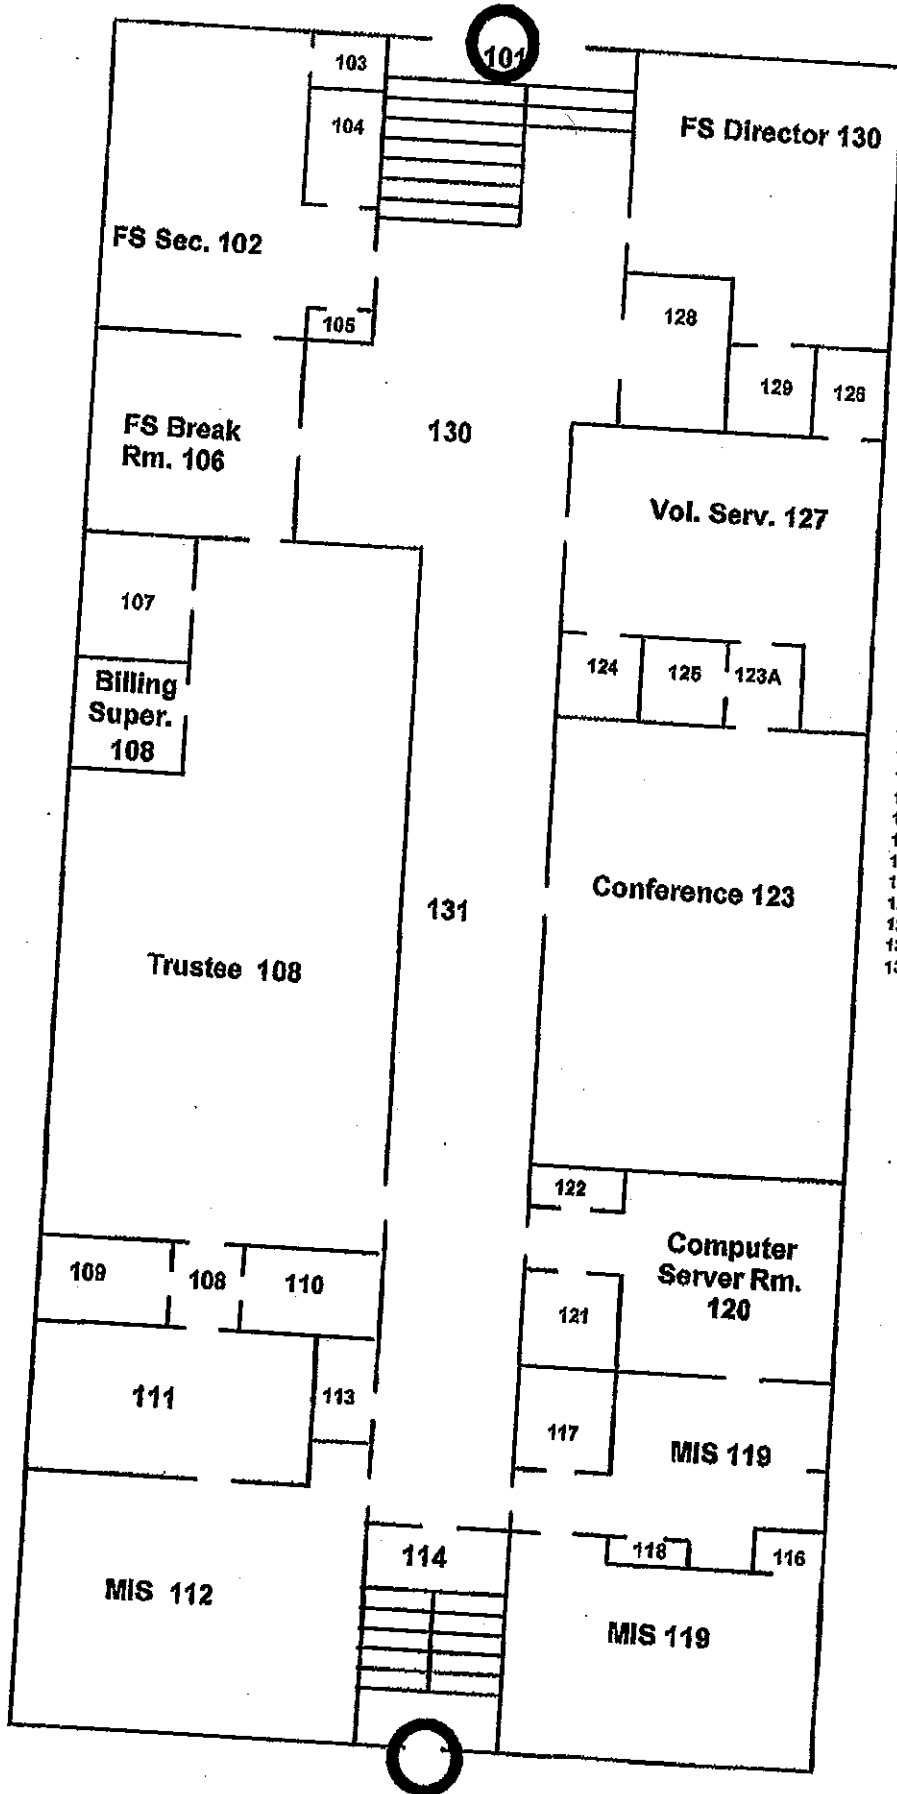 101
103
104
FS Director 130
FS Sec. 102
105
128
129
126
FS Break
Rm. 106
130
Vol. Serv. 127
107
124
125
123A
Billing
Super.
108
Conference 123
131
Trustee 108
122
Computer
Server Rm.
120
109
108
110
121
111
113
117
MIS 119
114
118
116
MIS 112
MIS 119